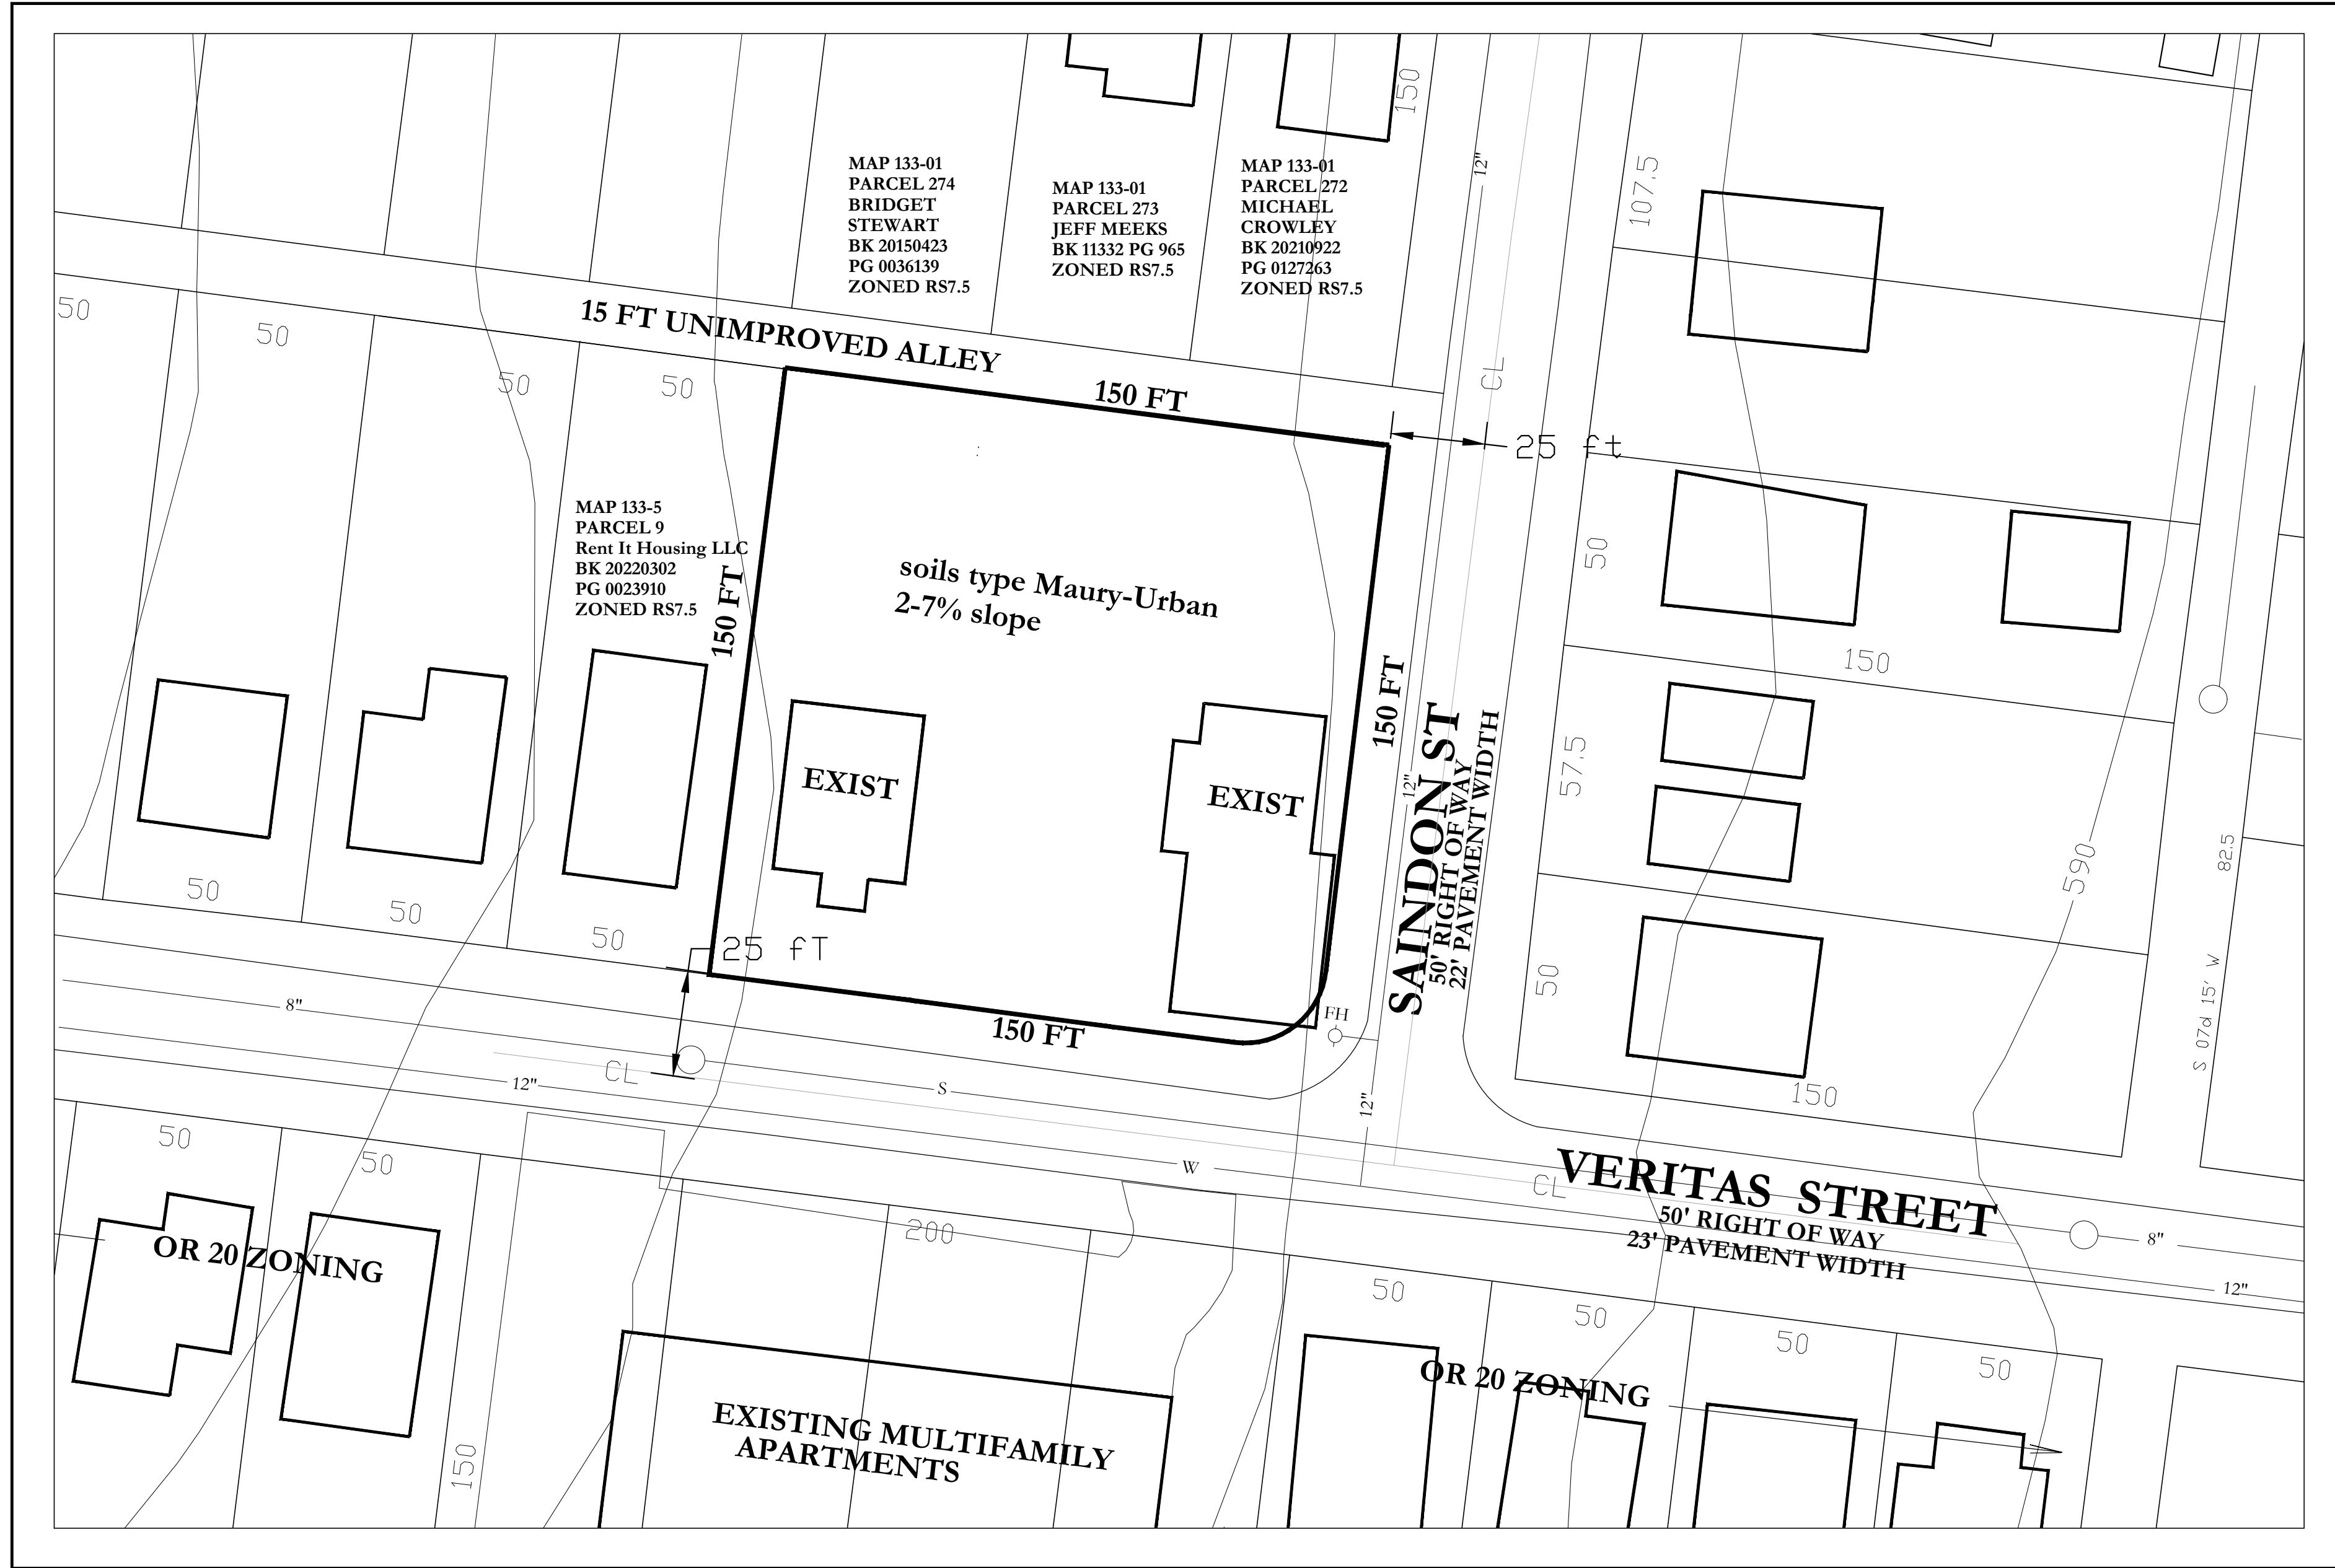 150
12"
107.5
MAP 133-01
PARCEL 274
BRIDGET
STEWART
BK 20150423
PG 0036139
ZONED RS7.5
MAP 133-01
PARCEL 273
JEFF MEEKS
BK 11332 PG 965
ZONED RS7.5
MAP 133-01
PARCEL 272
MICHAEL
CROWLEY
BK 20210922
PG 0127263
ZONED RS7.5
50
50
50
50
15 FT UNIMPROVED ALLEY
150 FT
CL
25 ft
MAP 133-5
PARCEL 9
Rent It Housing LLC
BK 20220302
PG 0023910
ZONED RS7.5
150 FT
soils type Maury-Urban
2-7% slope
50
150
150 FT
EXIST
EXIST
12"
SAINDON ST
50' RIGHT OF WAY
22' PAVEMENT WIDTH
57.5
590
82.5
S 07d 15' W
50
50
50
50
25 fT
150 FT
FH
150
8"
CL
12"
S
12"
W
CL
VERITAS STREET
50' RIGHT OF WAY
23' PAVEMENT WIDTH
8"
12"
50
50
200
OR 20 ZONING
50
50
50
50
OR 20 ZONING
EXISTING MULTIFAMILY
APARTMENTS
150